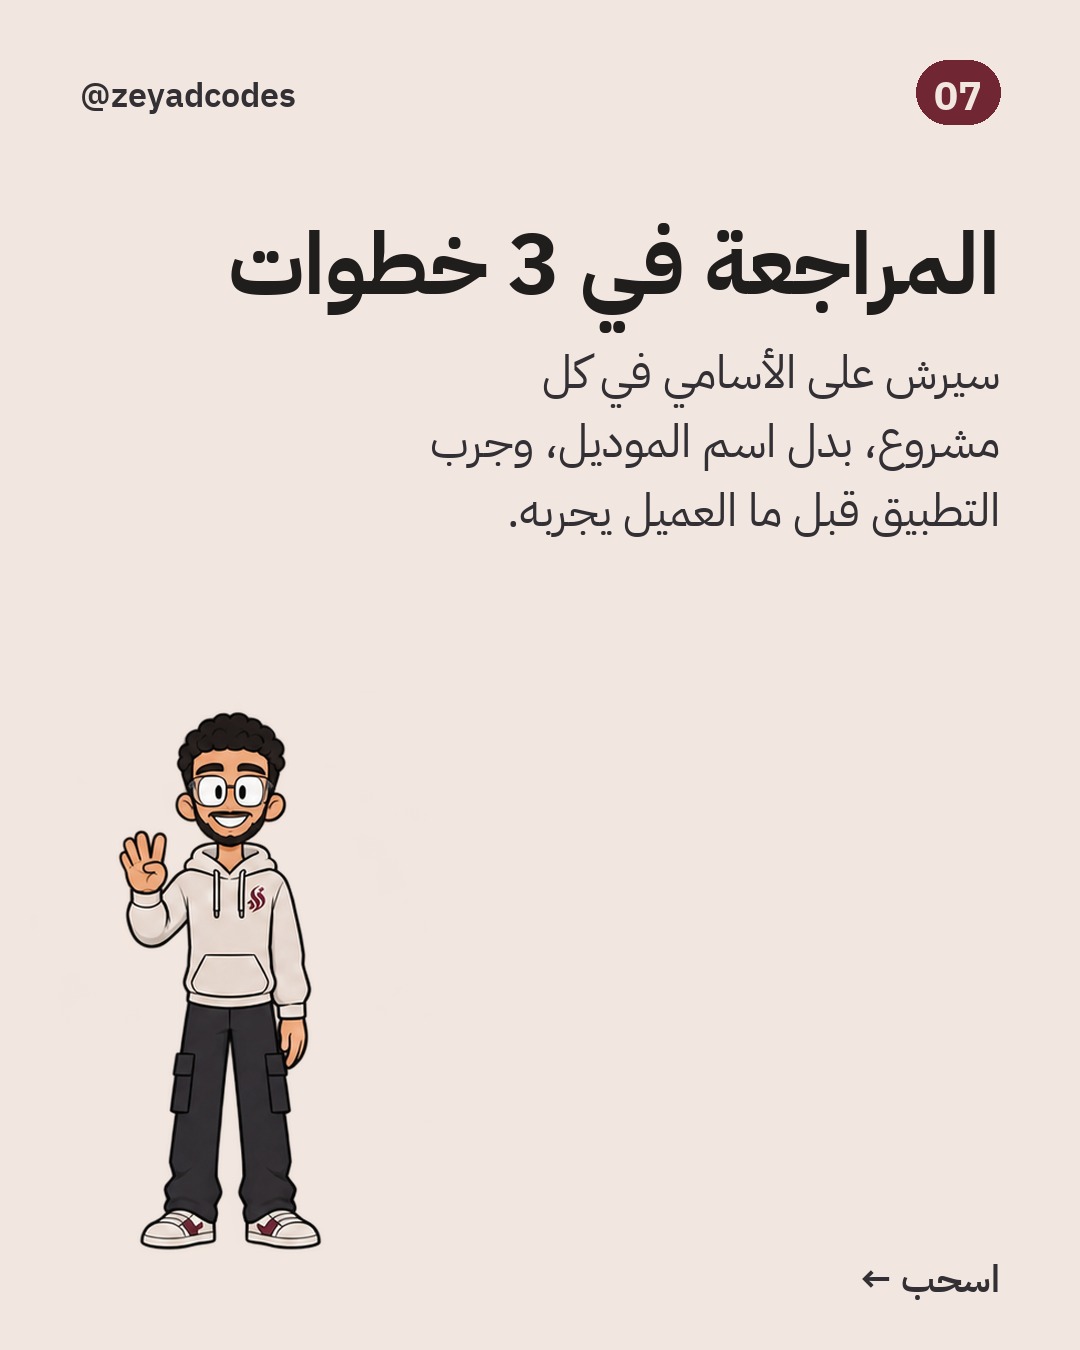 @zeyadcodes
07
المراجعة في 3 خطوات
سيرش على الأسامي في كل
مشروع، بدل اسم الموديل، وجرب
التطبيق قبل ما العميل يجربه.
اسحب ←